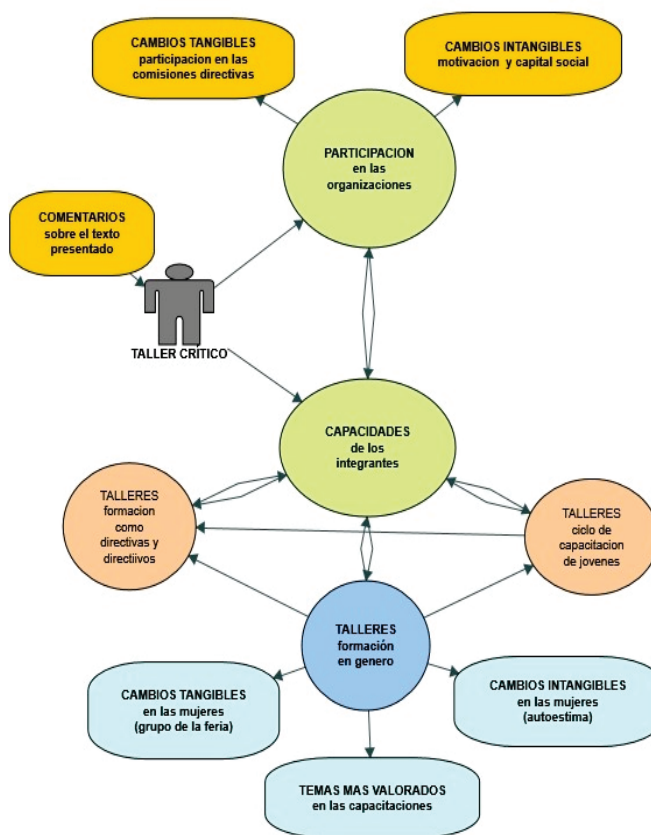 CAMBIOS TANGIBLES
participacion en las
comisiones directivas
CAMBIOS INTANGIBLES
motivacion y capital social
PARTICIPACION
en las
organizaciones
COMENTARIOS
sobre el texto
presentado
TALLER CRÍTICO
CAPACIDADES
de los
integrantes
TALLERES
formacion
como
directivas y
directiivos
TALLERES
ciclo de
capacitacion
de jovenes
TALLERES
formación
en genero
CAMBIOS TANGIBLES
en las mujeres
(grupo de la feria)
CAMBIOS INTANGIBLES
en las mujeres
(autoestima)
TEMAS MAS VALORADOS
en las capacitaciones